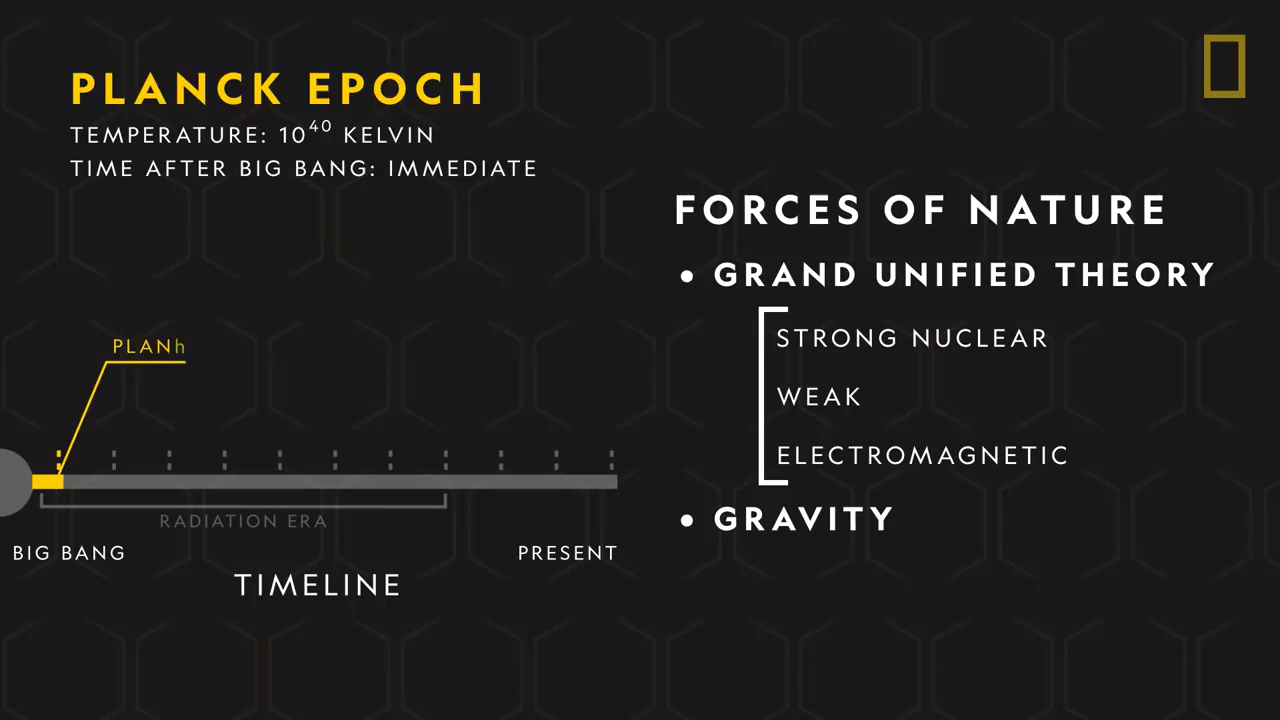 PLANCK EPOCH
TEMPERATURE: 10⁴⁰ KELVIN
TIME AFTER BIG BANG: IMMEDIATE
FORCES OF NATURE
• GRAND UNIFIED THEORY
STRONG NUCLEAR
WEAK
ELECTROMAGNETIC
• GRAVITY
PLANh
RADIATION ERA
BIG BANG
PRESENT
TIMELINE